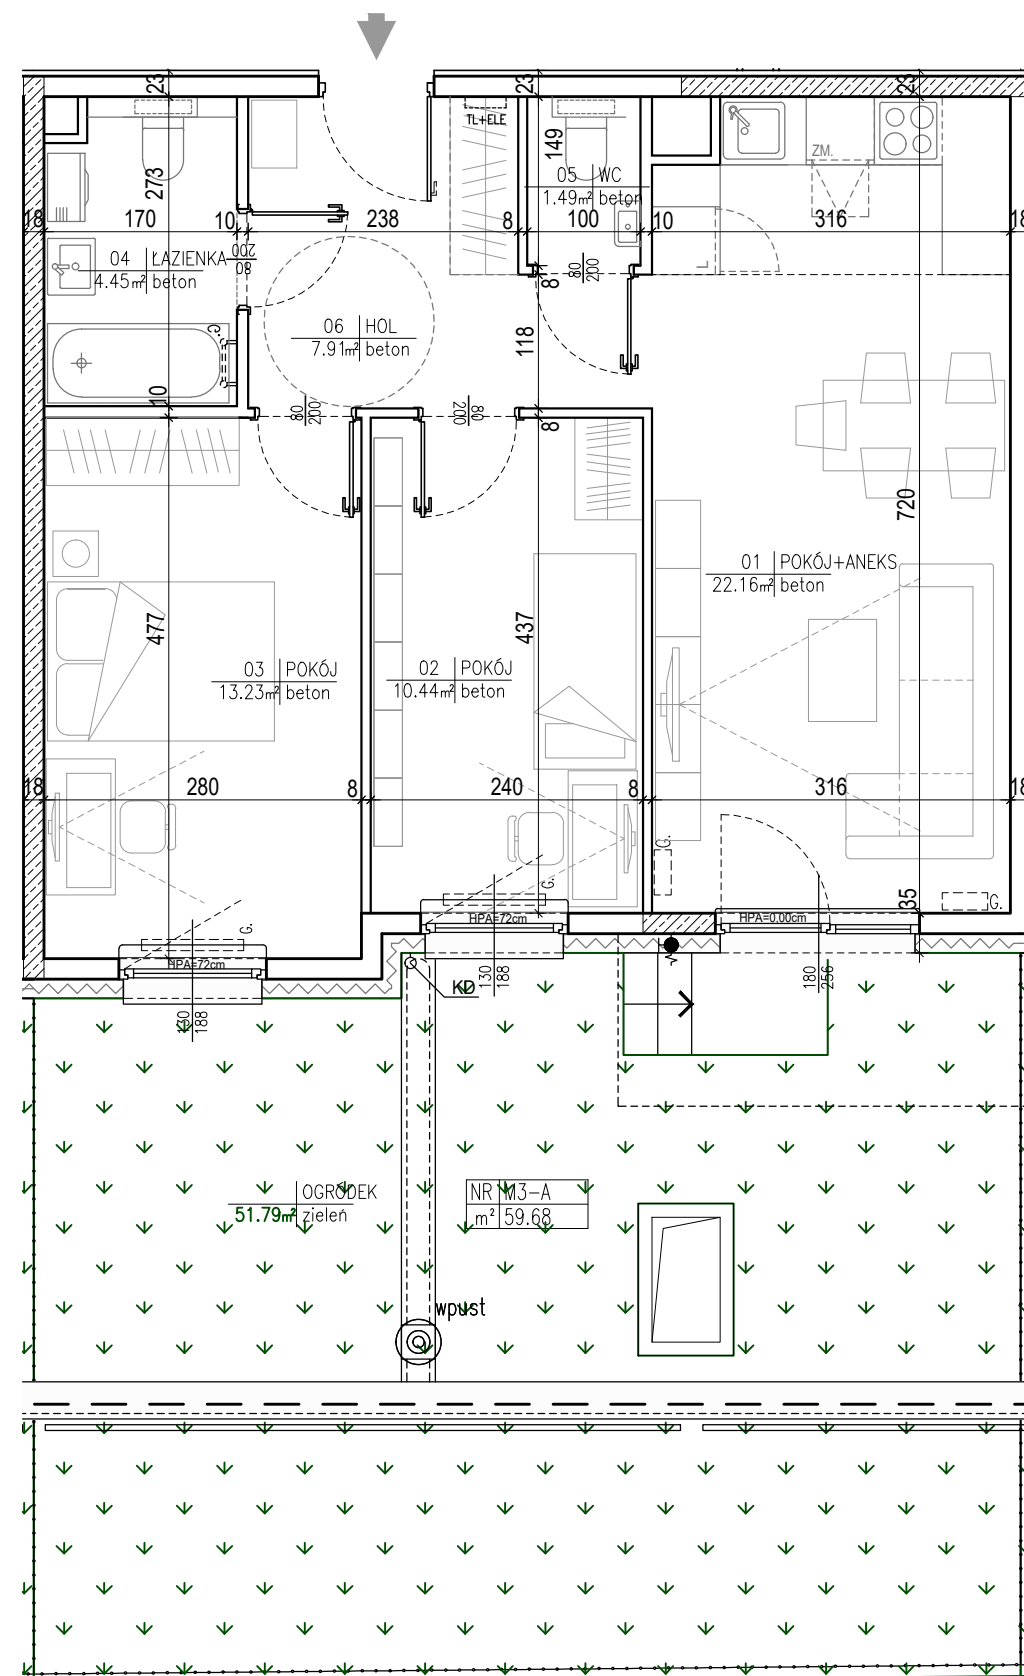 23
23
23
TL+ELE
149
05 WC
1.49m² beton
ZM.
273
18
170
10
238
8
100
10
316
18
04 ŁAZIENKA
4.45m² beton
80
200
80
200
8
06 HOL
7.91m² beton
118
G.
10
80
200
80
200
8
720
01 POKÓJ+ANEKS
22.16m² beton
477
437
03 POKÓJ
13.23m² beton
02 POKÓJ
10.44m² beton
18
280
8
240
8
316
18
G.
G.
35
G.
HPA=72cm
HPA=0,00cm
G.
HPA=72cm
130
188
KD
180
256
130
188
OGRÓDEK
51.79m² zieleń
NR M3-A
m² 59.68
wpust